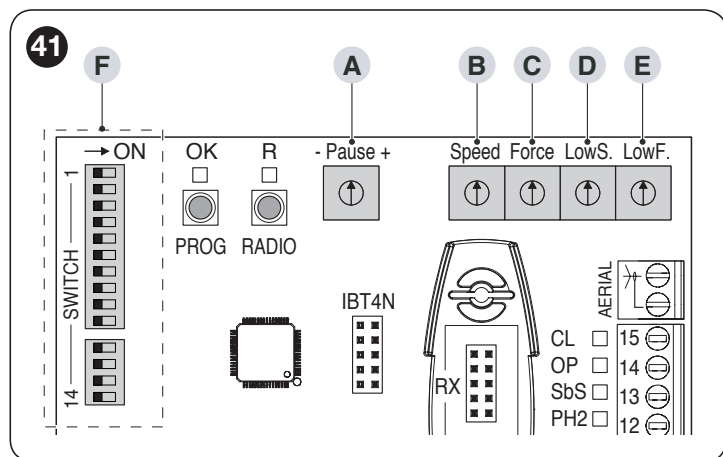 41
F
A
B
C
D
E
→ ON
OK
R
- Pause +
Speed
Force
LowS.
LowF.
1
SWITCH
14
PROG
RADIO
IBT4N
RX
AERIAL
CL
OP
SbS
PH2
15
14
13
12